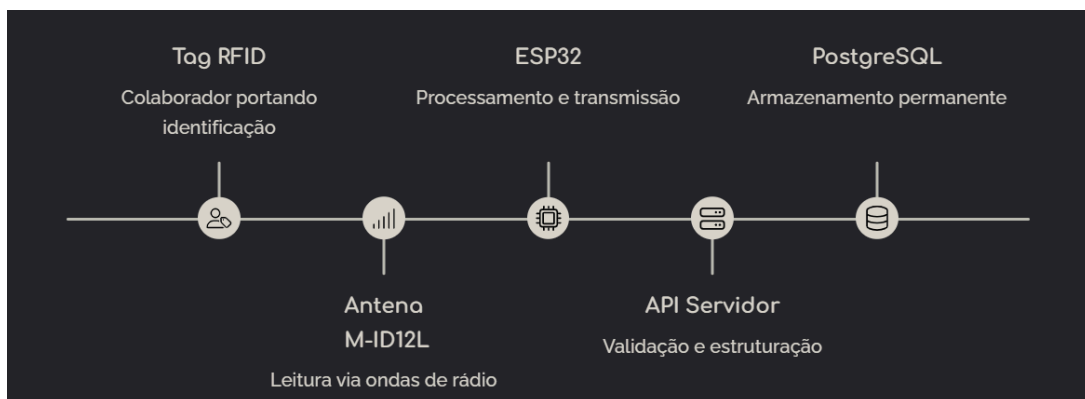 Tag RFID
Colaborador portando
identificação
Antena
M-ID12L
Leitura via ondas de rádio
ESP32
Processamento e transmissão
API Servidor
Validação e estruturação
PostgreSQL
Armazenamento permanente